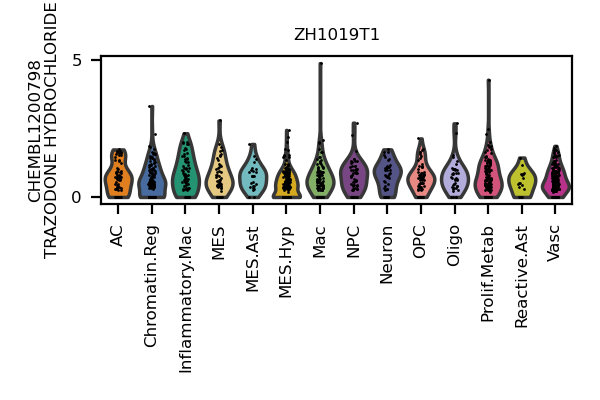 ZH1019T1
CHEMBL1200798
TRAZODONE HYDROCHLORIDE
5
0
AC
Chromatin.Reg
Inflammatory.Mac
MES
MES.Ast
MES.Hyp
Mac
NPC
Neuron
OPC
Oligo
Prolif.Metab
Reactive.Ast
Vasc